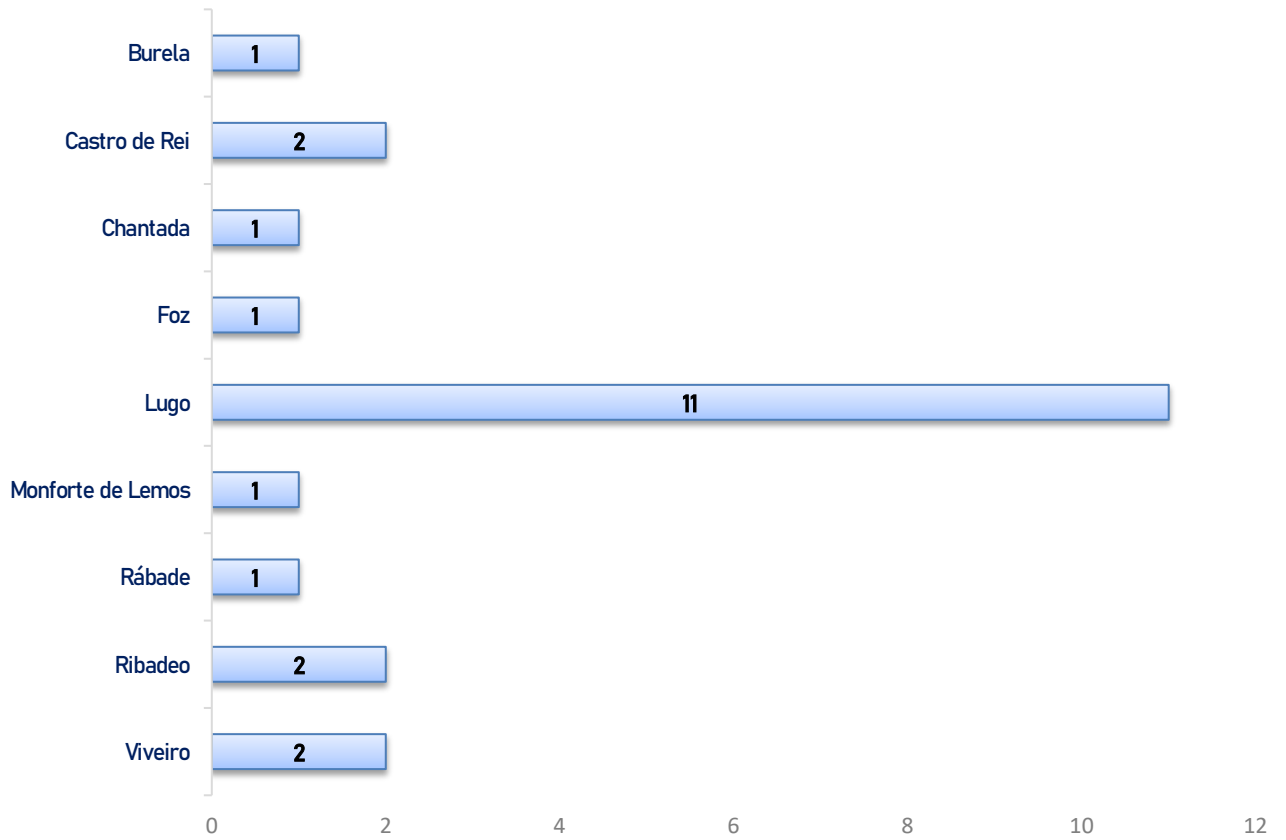 Burela 1
Castro de Rei 2
Chantada 1
Foz 1
Lugo 11
Monforte de Lemos 1
Rábade 1
Ribadeo 2
Viveiro 2
0 2 4 6 8 10 12